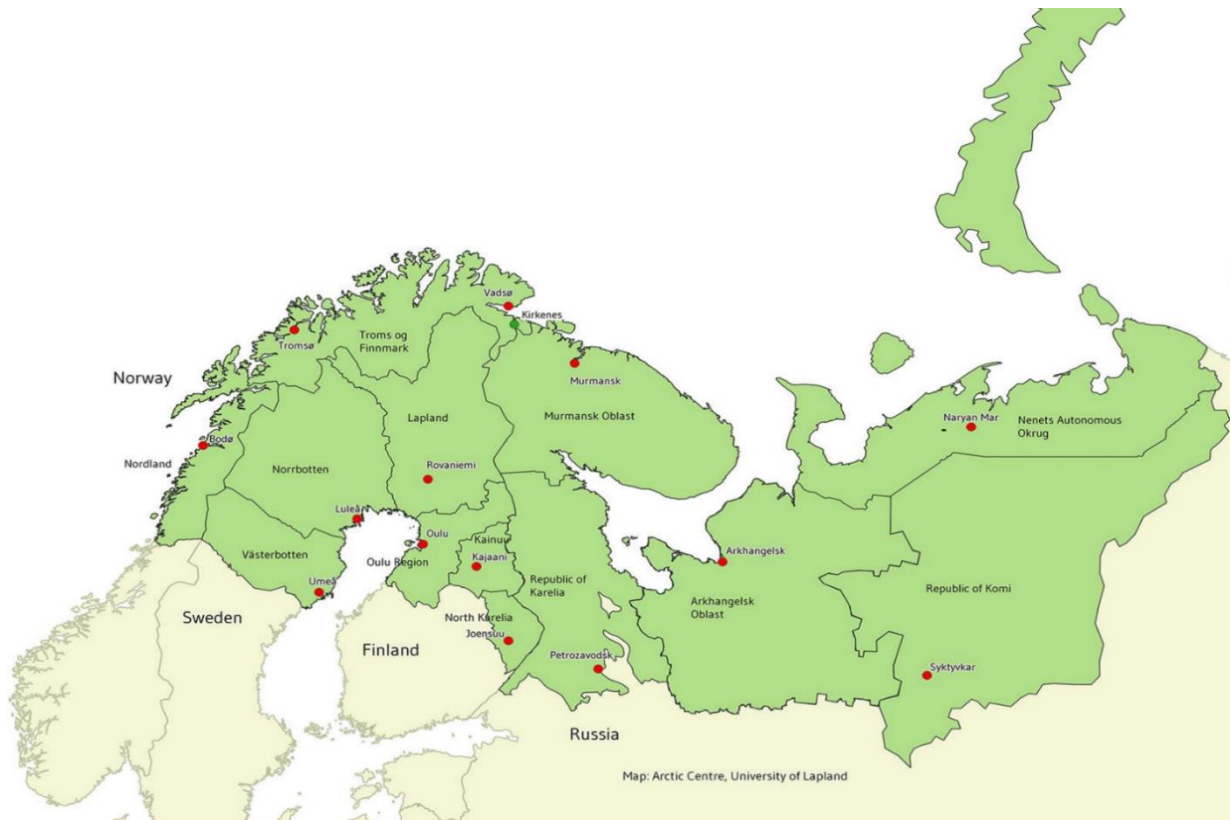 Vadsø
Kirkenes
Tromsø
Troms og
Finnmark
Norway
Murmansk
Lapland
Murmansk Oblast
Naryan Mar
Nenets Autonomous
Okrug
Bodø
Nordland
Norrbotten
Rovaniemi
Luleå
Oulu
Kainuu
Västerbotten
Oulu Region
Kajaani
Arkhangelsk
Umeå
Republic of
Karelia
Republic of Komi
Arkhangelsk
Oblast
Sweden
North Karelia
Joensuu
Finland
Petrozavodsk
Syktyvkar
Russia
Map: Arctic Centre, University of Lapland